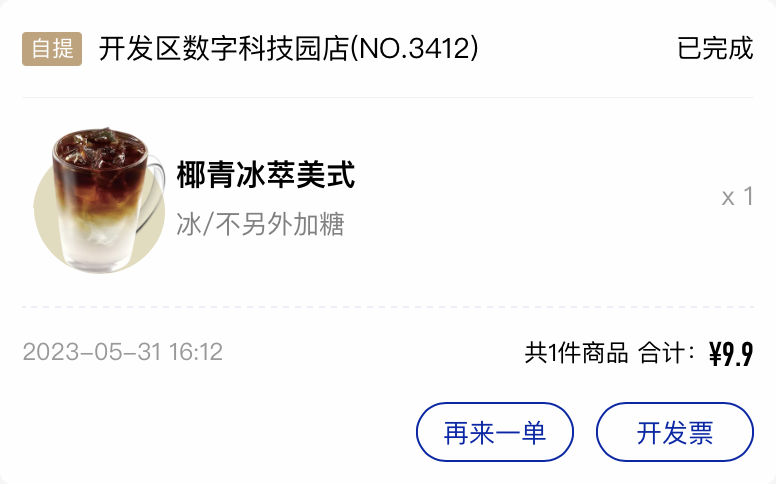 自提 开发区数字科技园店(NO.3412) 已完成
椰青冰萃美式
冰/不另外加糖
x 1
2023-05-31 16:12 共1件商品 合计：¥9.9
再来一单 开发票